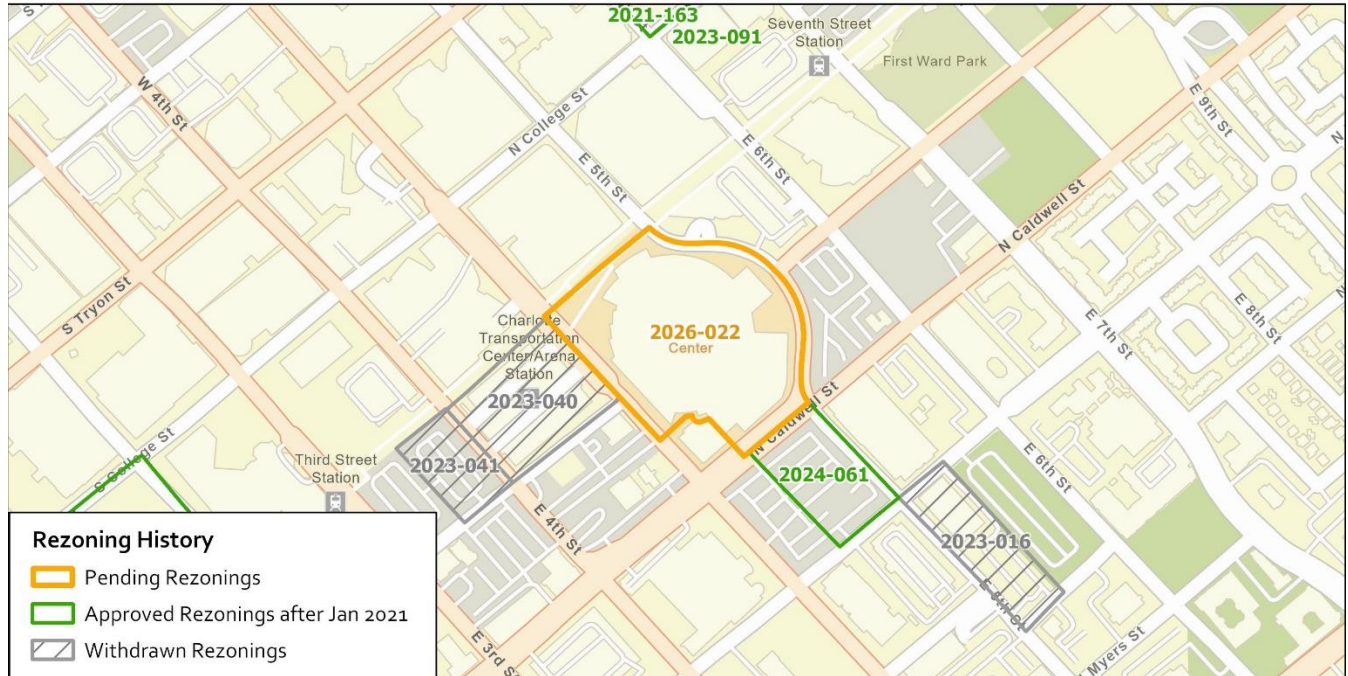 2021-163
2023-091
Seventh Street
Station
First Ward Park
W 4th St
N College St
E 5th St
E 6th St
E 9th St
N Caldwell St
E 7th St
E 8th St
S Tryon St
2026-022
Center
Charlotte
Transportation
Center/Arena
Station
2023-040
2023-041
S College St
Third Street
Station
E 4th St
N Caldwell St
2024-061
E 6th St
2023-016
E 5th St
Myers St
E 3rd S
Rezoning History
Pending Rezonings
Approved Rezonings after Jan 2021
Withdrawn Rezonings